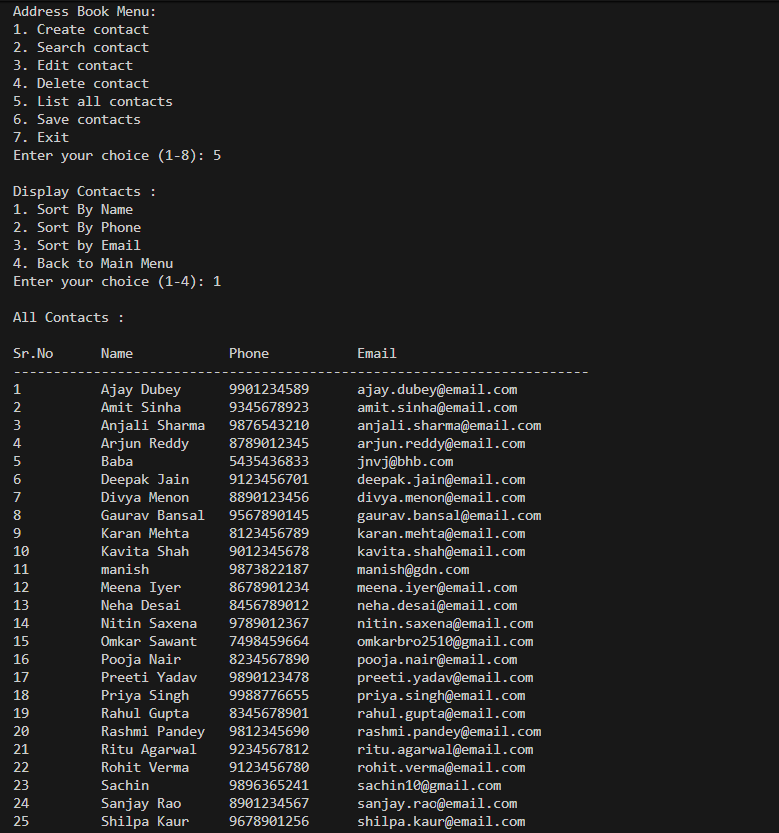 Address Book Menu:
1. Create contact
2. Search contact
3. Edit contact
4. Delete contact
5. List all contacts
6. Save contacts
7. Exit
Enter your choice (1-8): 5
Display Contacts :
1. Sort By Name
2. Sort By Phone
3. Sort by Email
4. Back to Main Menu
Enter your choice (1-4): 1
All Contacts :
Sr.No Name Phone Email
------------------------------------------------------------------------
1 Ajay Dubey 9901234589 ajay.dubey@email.com
2 Amit Sinha 9345678923 amit.sinha@email.com
3 Anjali Sharma 9876543210 anjali.sharma@email.com
4 Arjun Reddy 8789012345 arjun.reddy@email.com
5 Baba 5435436833 jnvj@bhb.com
6 Deepak Jain 9123456701 deepak.jain@email.com
7 Divya Menon 8890123456 divya.menon@email.com
8 Gaurav Bansal 9567890145 gaurav.bansal@email.com
9 Karan Mehta 8123456789 karan.mehta@email.com
10 Kavita Shah 9012345678 kavita.shah@email.com
11 manish 9873822187 manish@gdn.com
12 Meena Iyer 8678901234 meena.iyer@email.com
13 Neha Desai 8456789012 neha.desai@email.com
14 Nitin Saxena 9789012367 nitin.saxena@email.com
15 Omkar Sawant 7498459664 omkarbro2510@gmail.com
16 Pooja Nair 8234567890 pooja.nair@email.com
17 Preeti Yadav 9890123478 preeti.yadav@email.com
18 Priya Singh 9988776655 priya.singh@email.com
19 Rahul Gupta 8345678901 rahul.gupta@email.com
20 Rashmi Pandey 9812345690 rashmi.pandey@email.com
21 Ritu Agarwal 9234567812 ritu.agarwal@email.com
22 Rohit Verma 9123456780 rohit.verma@email.com
23 Sachin 9896365241 sachin10@gmail.com
24 Sanjay Rao 8901234567 sanjay.rao@email.com
25 Shilpa Kaur 9678901256 shilpa.kaur@email.com